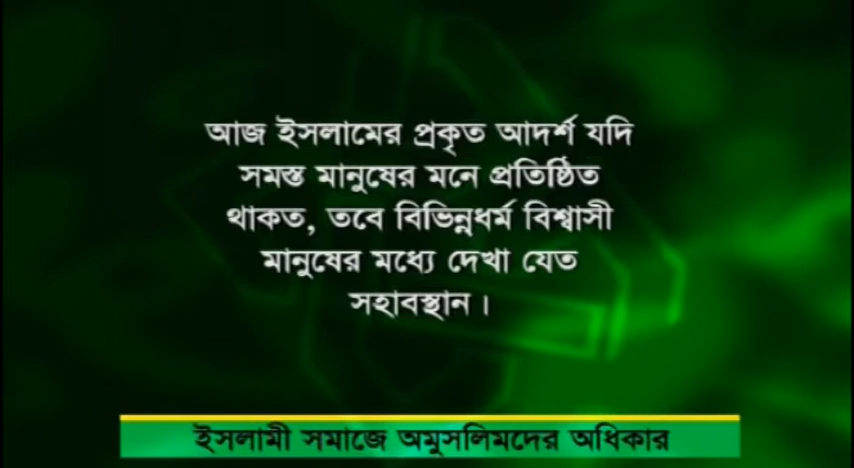 আজ ইসলামের প্রকৃত আদর্শ যদি
সমস্ত মানুষের মনে প্রতিষ্ঠিত
থাকত, তবে বিভিন্নধর্ম বিশ্বাসী
মানুষের মধ্যে দেখা যেত
সহাবস্থান।
ইসলামী সমাজে অমুসলিমদের অধিকার